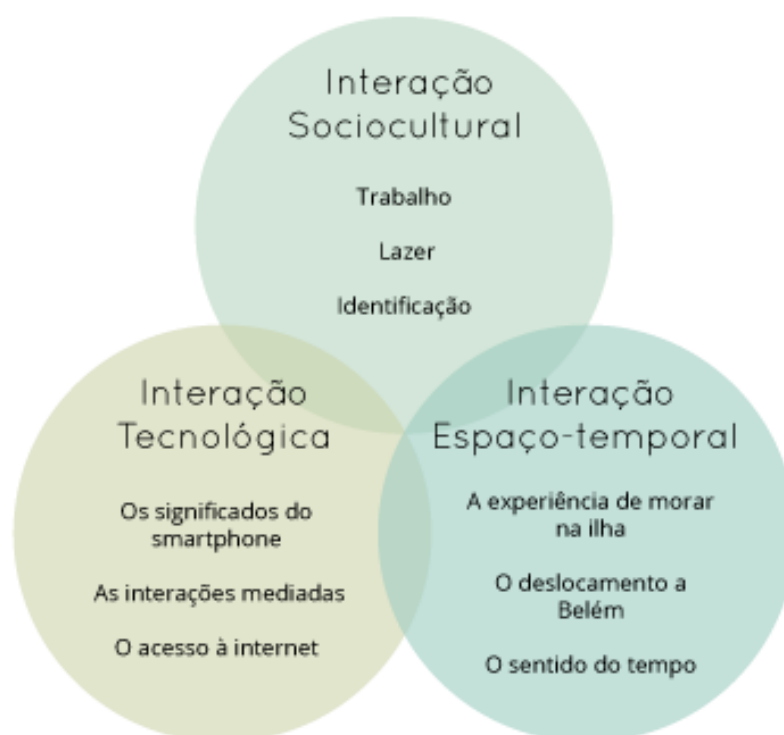 Interação
Sociocultural
Trabalho
Lazer
Identificação
Interação
Tecnológica
Os significados do
smartphone
As interações mediadas
O acesso à internet
Interação
Espaço-temporal
A experiência de morar
na ilha
O deslocamento a
Belém
O sentido do tempo